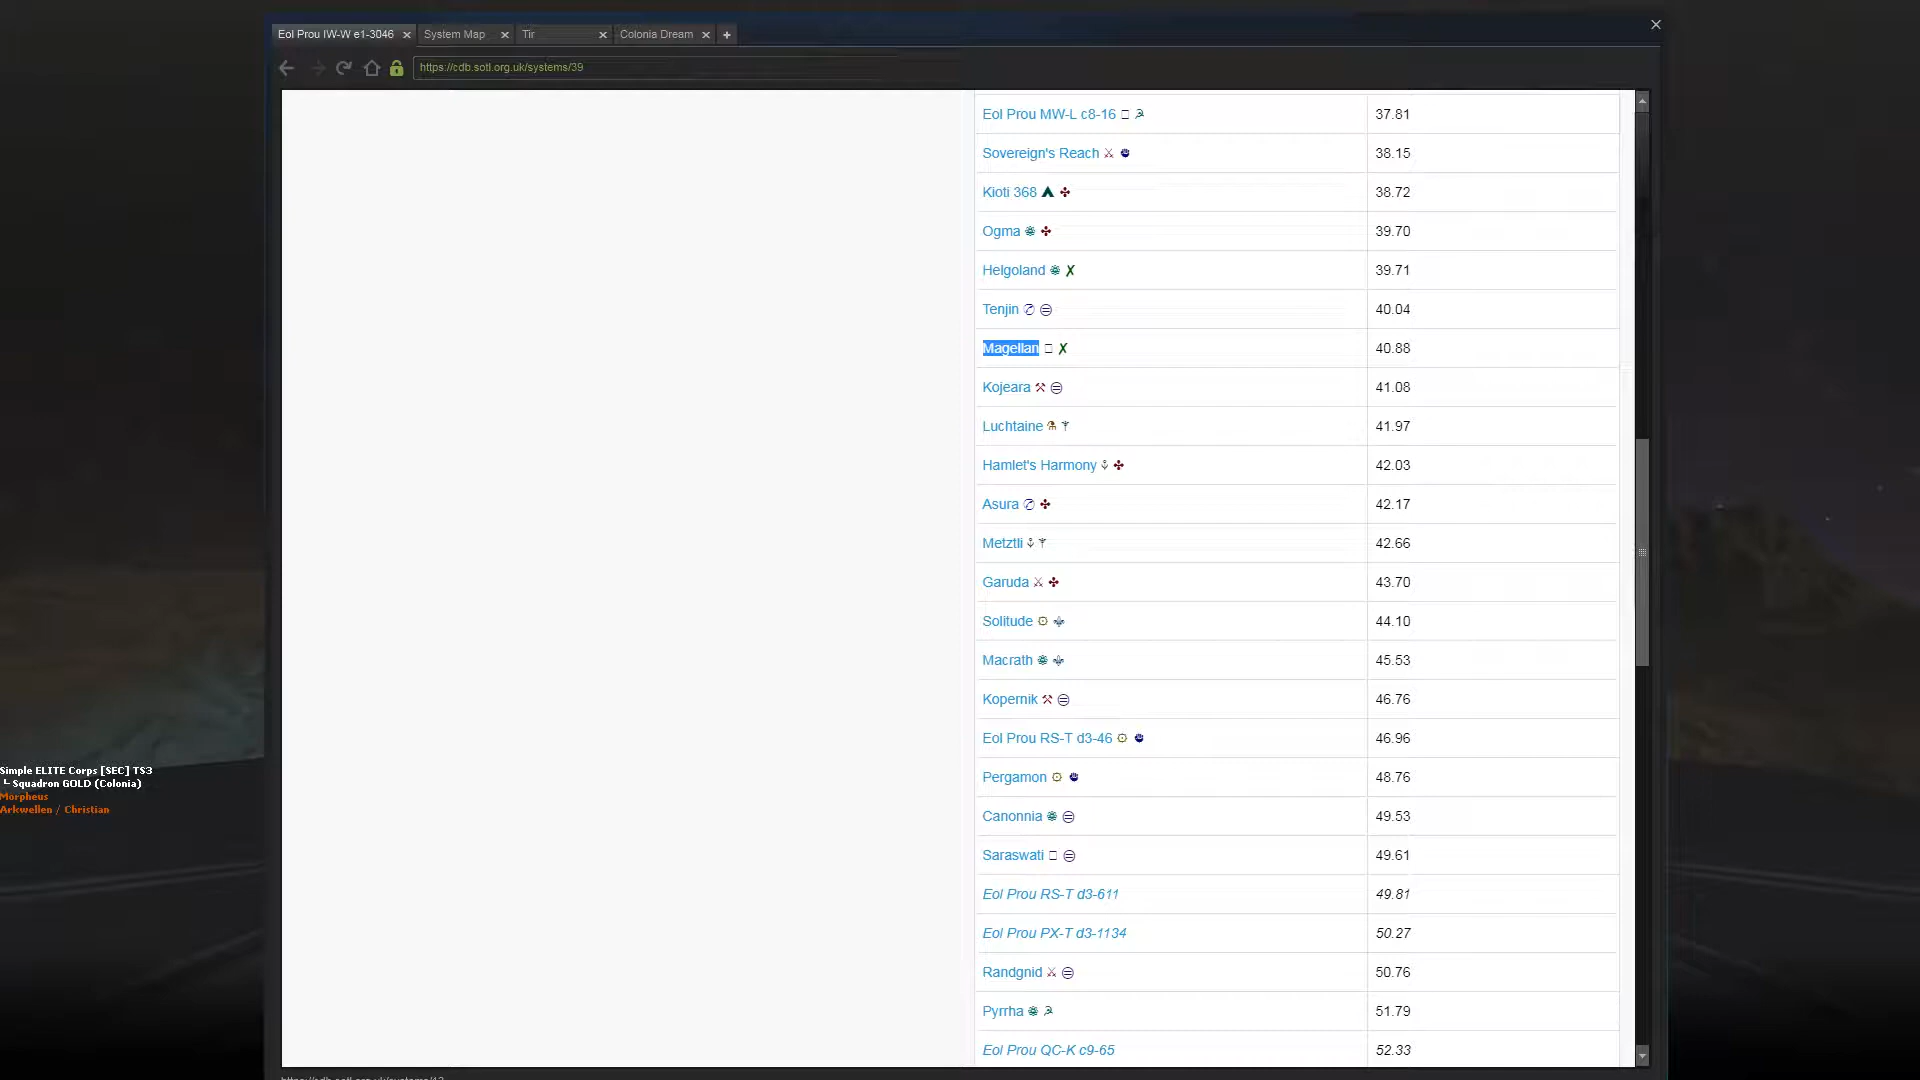 Eol Prou IW-W e1-3046
System Map
Tir
Colonia Dream
https://cdb.sotl.org.uk/systems/39
Eol Prou MW-L c8-16 37.81
Sovereign's Reach 38.15
Kioti 368 38.72
Ogma 39.70
Helgoland 39.71
Tenjin 40.04
Magellan 40.88
Kojeara 41.08
Luchtaine 41.97
Hamlet's Harmony 42.03
Asura 42.17
Metztli 42.66
Garuda 43.70
Solitude 44.10
Macrath 45.53
Kopernik 46.76
Eol Prou RS-T d3-46 46.96
Pergamon 48.76
Canonnia 49.53
Saraswati 49.61
Eol Prou RS-T d3-611 49.81
Eol Prou PX-T d3-1134 50.27
Randgnid 50.76
Pyrrha 51.79
Eol Prou QC-K c9-65 52.33
Simple ELITE Corps [SEC] TS3
Squadron GOLD (Colonia)
Morpheus
Arkwellen / Christian